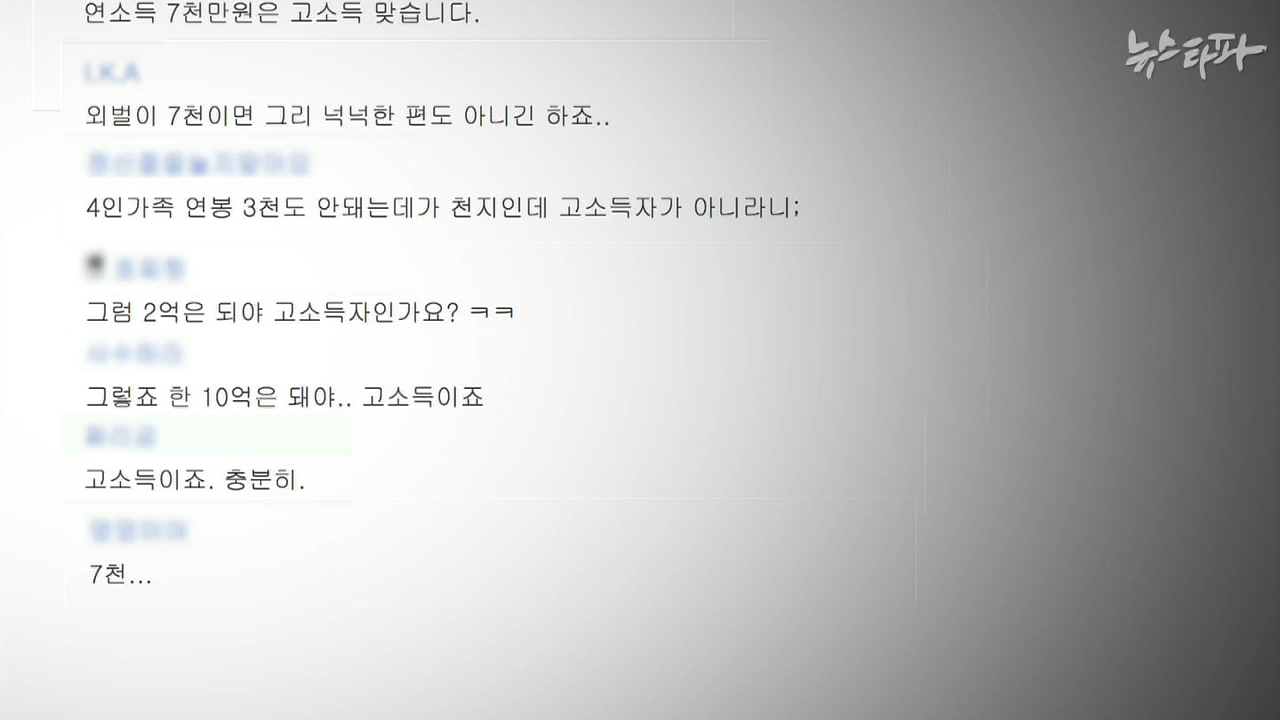 연소득 7천만원은 고소득 맞습니다.
뉴스타파
I.K.A
외벌이 7천이면 그리 넉넉한 편도 아니긴 하죠..
4인가족 연봉 3천도 안돼는데가 천지인데 고소득자가 아니라니;
그럼 2억은 되야 고소득자인가요? ㅋㅋ
그렇죠 한 10억은 돼야.. 고소득이죠
고소득이죠. 충분히.
7천...